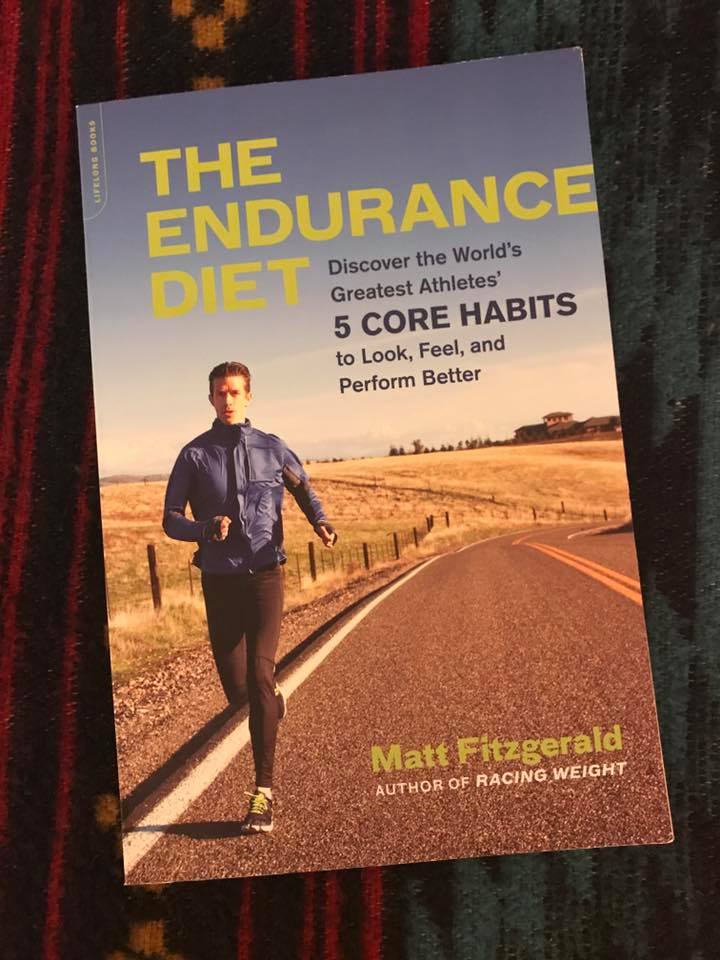 LIFELONG BOOKS
THE
ENDURANCE
DIET
Discover the World's
Greatest Athletes'
5 CORE HABITS
to Look, Feel, and
Perform Better
Matt Fitzgerald
AUTHOR OF RACING WEIGHT